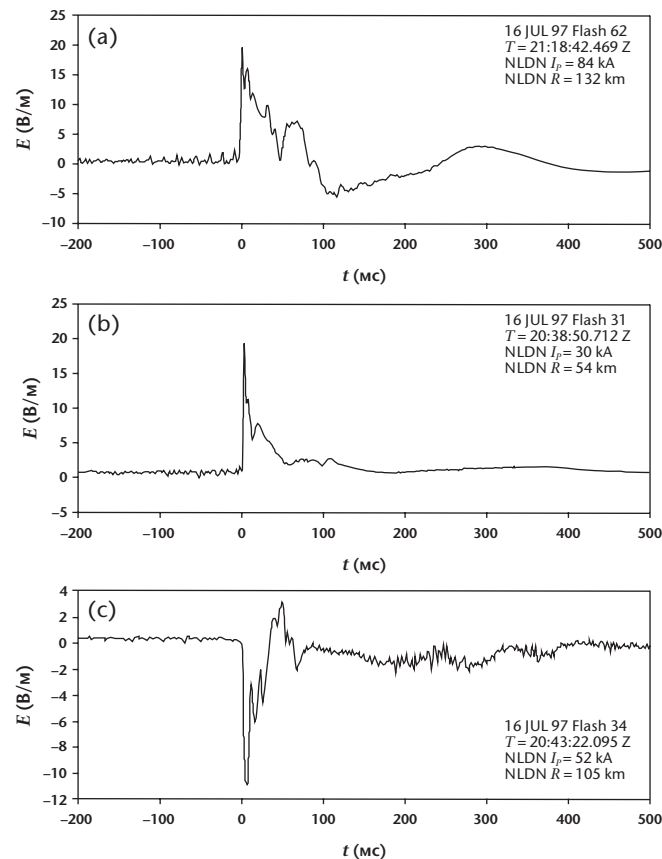 (a)
16 JUL 97 Flash 62
T = 21:18:42.469 Z
NLDN I_P = 84 kA
NLDN R = 132 km
E (В/м)
25
20
15
10
5
0
−5
−10
−200 −100 0 100 200 300 400 500
t (мс)
(b)
16 JUL 97 Flash 31
T = 20:38:50.712 Z
NLDN I_P = 30 kA
NLDN R = 54 km
E (В/м)
25
20
15
10
5
0
−5
−200 −100 0 100 200 300 400 500
t (мс)
(c)
E (В/м)
4
2
0
−2
−4
−6
−8
−10
−12
16 JUL 97 Flash 34
T = 20:43:22.095 Z
NLDN I_P = 52 kA
NLDN R = 105 km
−200 −100 0 100 200 300 400 500
t (мс)